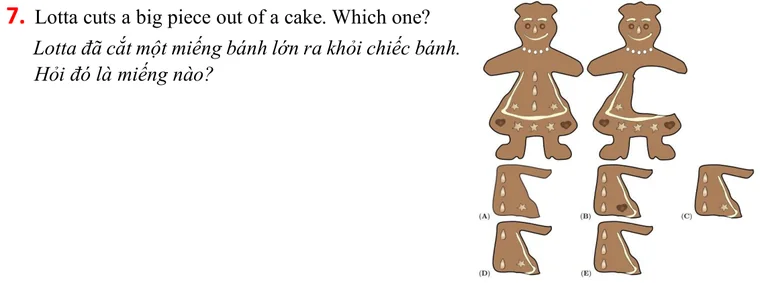 7. Lotta cuts a big piece out of a cake. Which one?
Lotta đã cắt một miếng bánh lớn ra khỏi chiếc bánh.
Hỏi đó là miếng nào?
(A) (B) (C)
(D) (E)